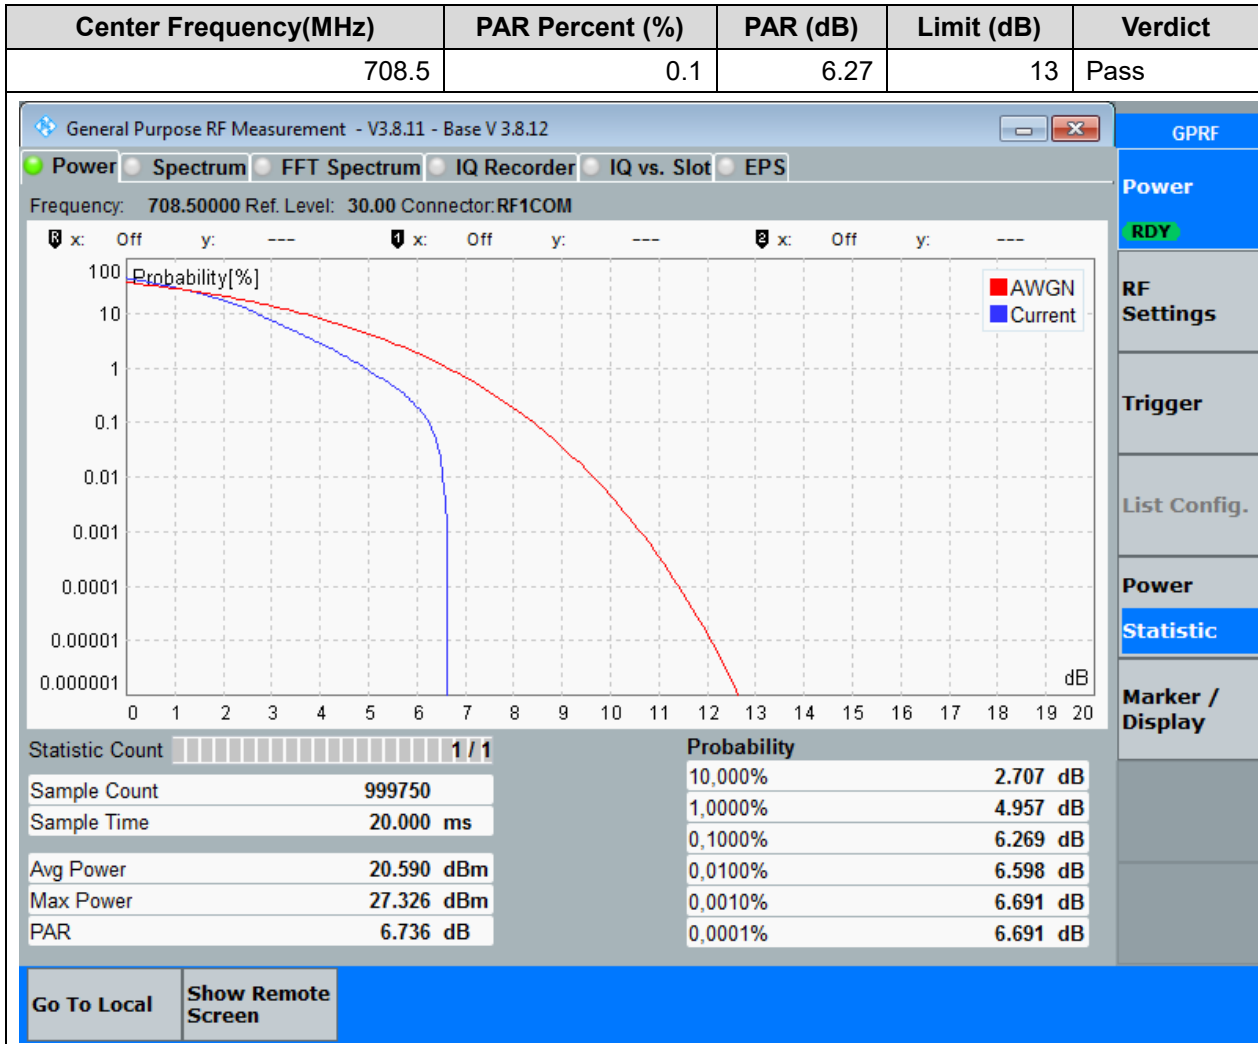 Center Frequency(MHz) PAR Percent (%) PAR (dB) Limit (dB) Verdict
708.5 0.1 6.27 13 Pass
General Purpose RF Measurement - V3.8.11 - Base V 3.8.12
GPRF
Power Spectrum FFT Spectrum IQ Recorder IQ vs. Slot EPS
Power
RDY
Frequency: 708.50000 Ref. Level: 30.00 Connector: RF1COM
R x: Off y: --- 1 x: Off y: --- 2 x: Off y: ---
Probability[%]
AWGN
Current
100
10
1
0.1
0.01
0.001
0.0001
0.00001
0.000001
dB
0 1 2 3 4 5 6 7 8 9 10 11 12 13 14 15 16 17 18 19 20
RF
Settings
Trigger
List Config.
Power
Statistic
Marker /
Display
Statistic Count 1 / 1
Sample Count 999750
Sample Time 20.000 ms
Avg Power 20.590 dBm
Max Power 27.326 dBm
PAR 6.736 dB
Probability
10,000% 2.707 dB
1,0000% 4.957 dB
0,1000% 6.269 dB
0,0100% 6.598 dB
0,0010% 6.691 dB
0,0001% 6.691 dB
Go To Local
Show Remote
Screen